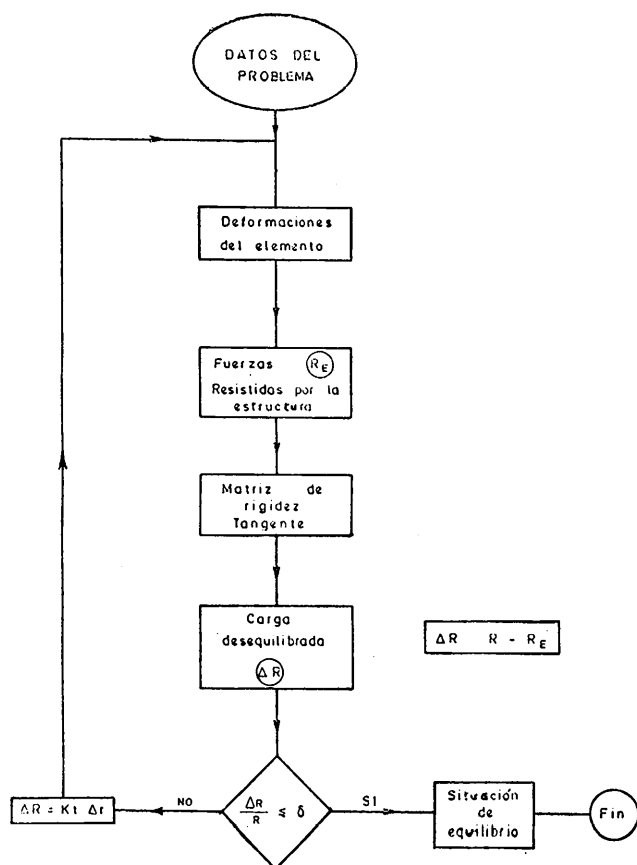 DATOS DEL
PROBLEMA
Deformaciones
del elemento
Fuerzas R_E
Resistidas por la
estructura
Matriz de
rigidez
Tangente
Carga
desequilibrada
ΔR
ΔR R - R_E
ΔR = Kt Δr
NO
ΔR/R ≤ δ
SI
Situación
de
equilibrio
Fin